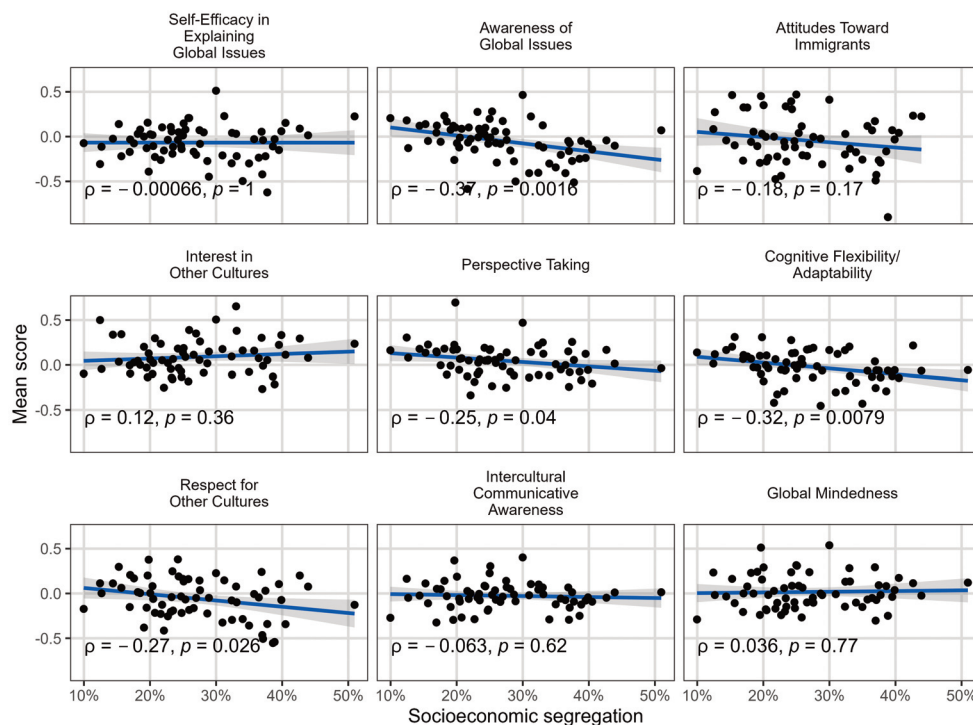 Self-Efficacy in
Explaining
Global Issues
Awareness of
Global Issues
Attitudes Toward
Immigrants
0.5
0.0
-0.5
ρ = −0.00066, p = 1
ρ = −0.37, p = 0.0016
ρ = −0.18, p = 0.17
Interest in
Other Cultures
Perspective Taking
Cognitive Flexibility/
Adaptability
Mean score
0.5
0.0
-0.5
ρ = 0.12, p = 0.36
ρ = −0.25, p = 0.04
ρ = −0.32, p = 0.0079
Respect for
Other Cultures
Intercultural
Communicative
Awareness
Global Mindedness
0.5
0.0
-0.5
ρ = −0.27, p = 0.026
ρ = −0.063, p = 0.62
ρ = 0.036, p = 0.77
10% 20% 30% 40% 50% 10% 20% 30% 40% 50% 10% 20% 30% 40% 50%
Socioeconomic segregation